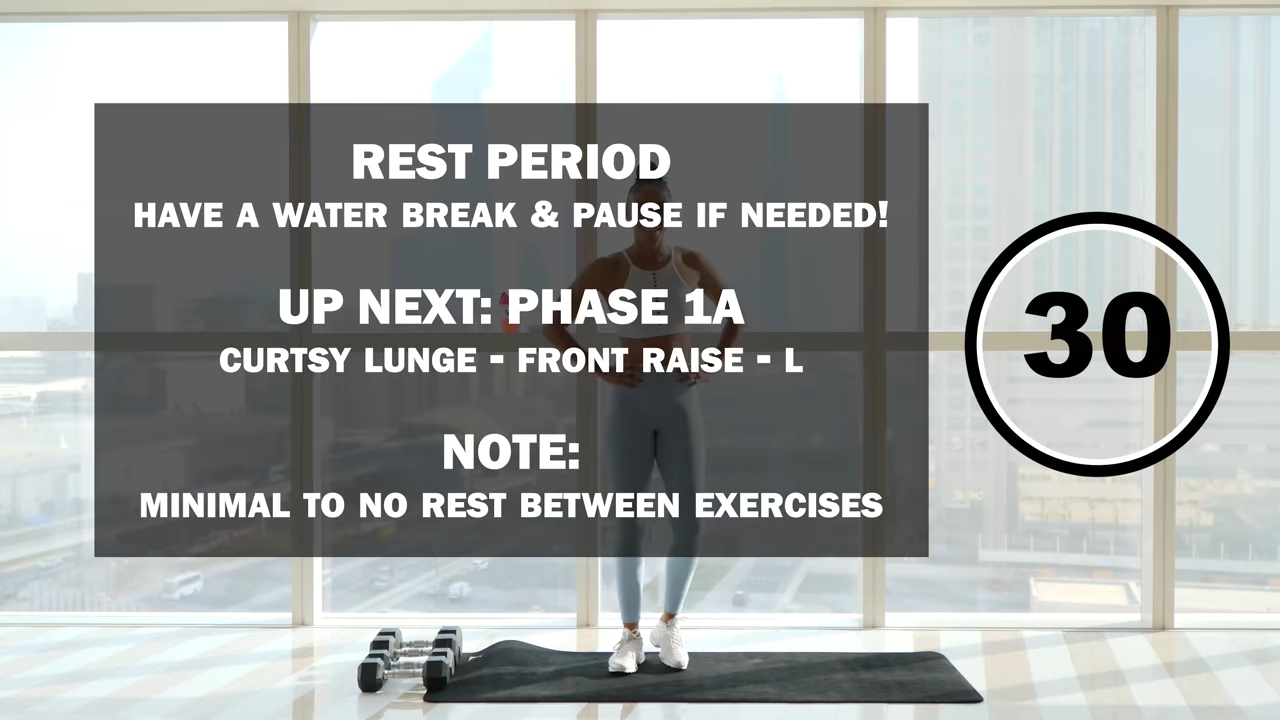 REST PERIOD
HAVE A WATER BREAK & PAUSE IF NEEDED!
UP NEXT: PHASE 1A
CURTSY LUNGE - FRONT RAISE - L
NOTE:
MINIMAL TO NO REST BETWEEN EXERCISES
30